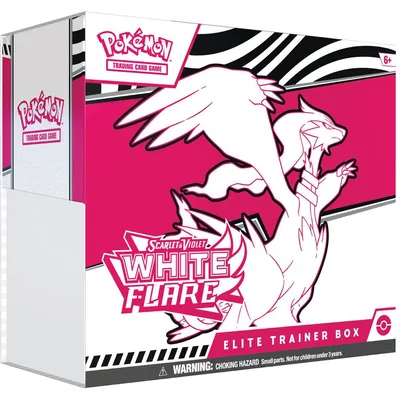 Pokémon
TRADING CARD GAME
6+
Pokémon
TRADING CARD GAME
SCARLET & VIOLET
WHITE
FLARE
ELITE TRAINER BOX
WARNING: CHOKING HAZARD Small parts. Not for children under 3 years.